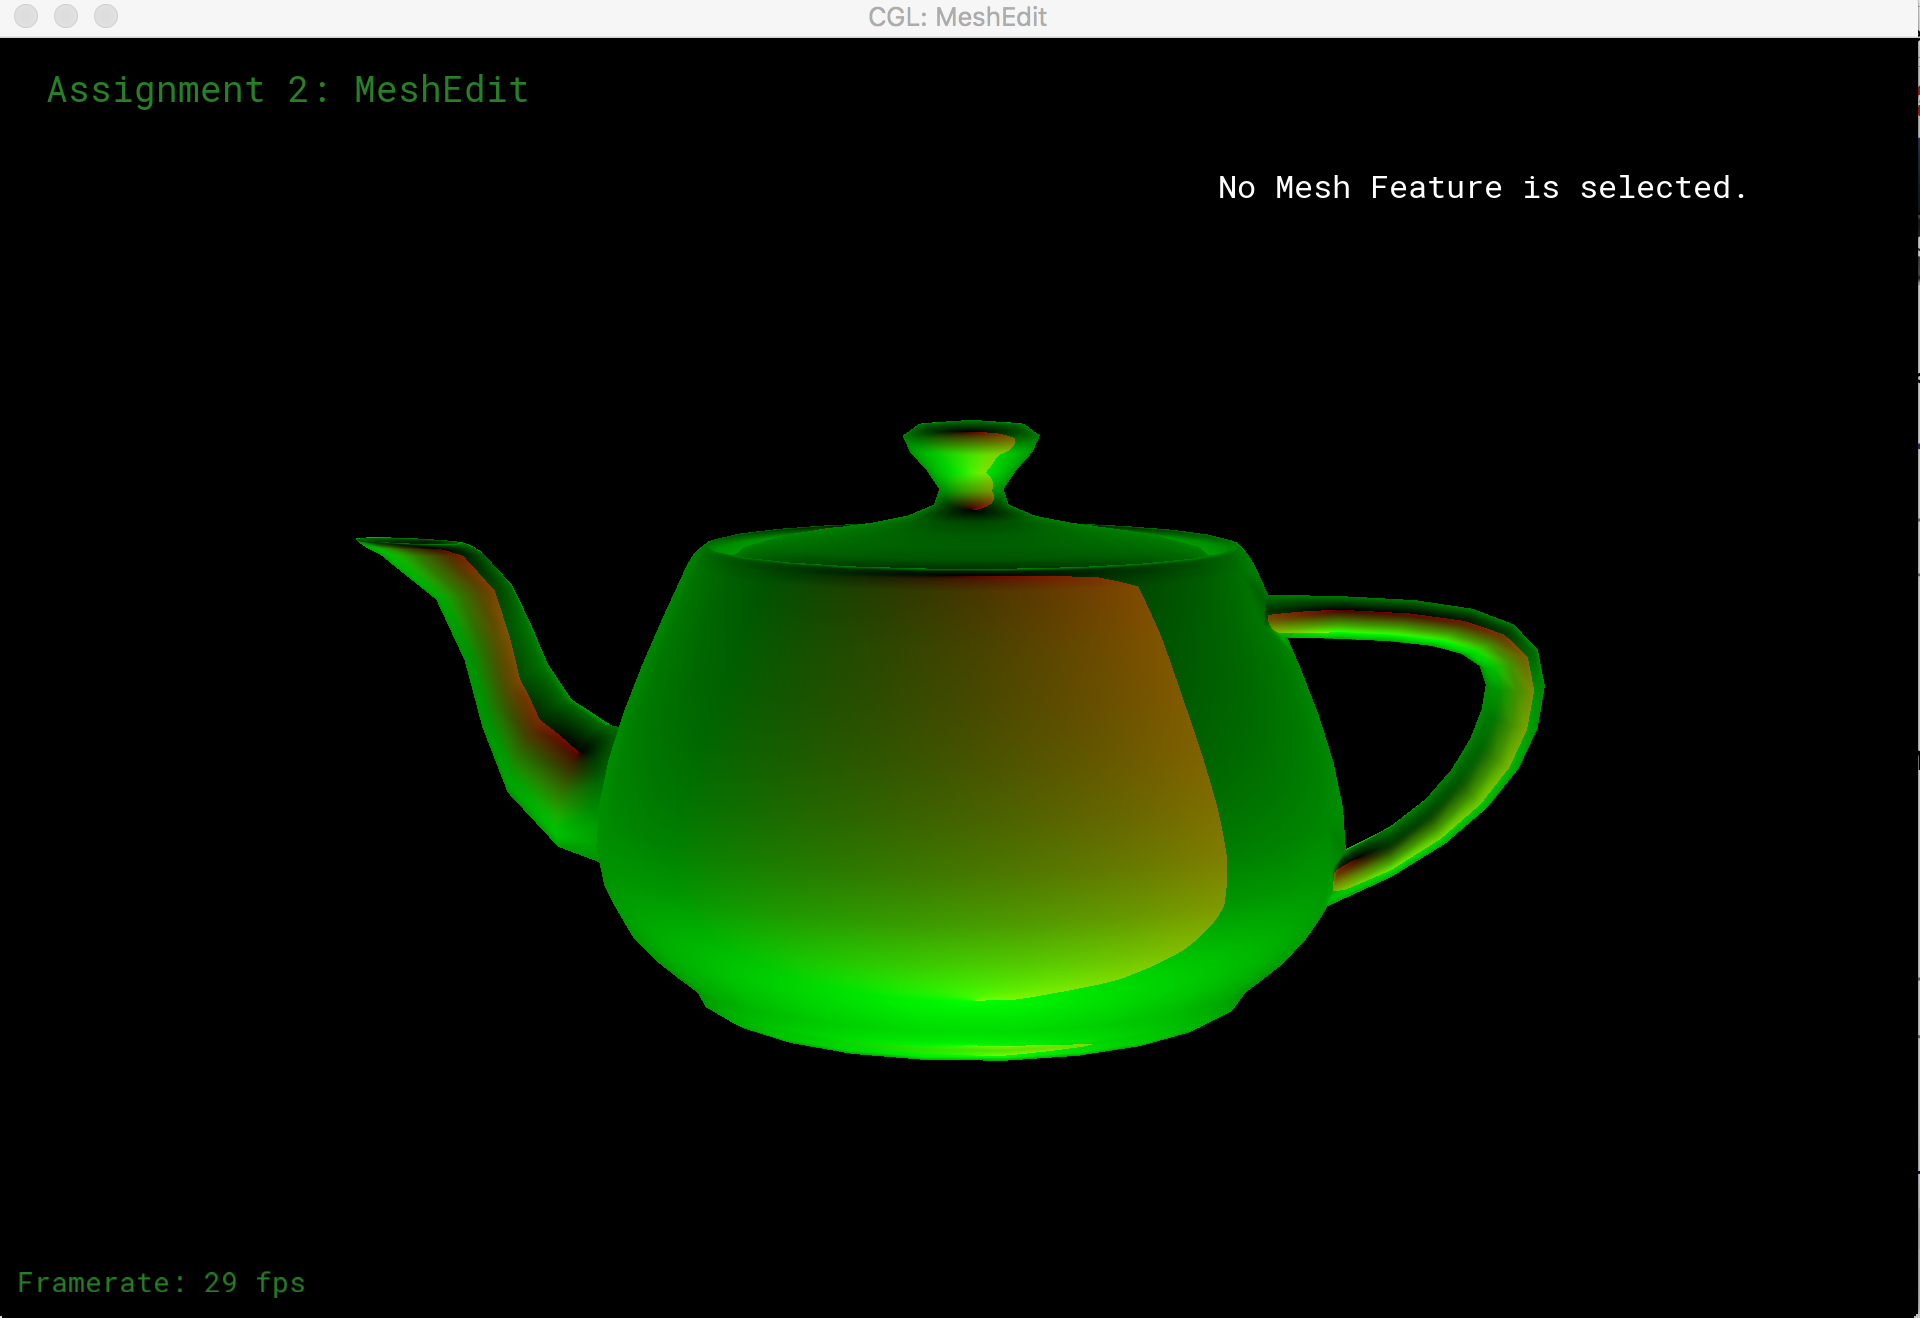 CGL: MeshEdit
Assignment 2: MeshEdit
No Mesh Feature is selected.
Framerate: 29 fps